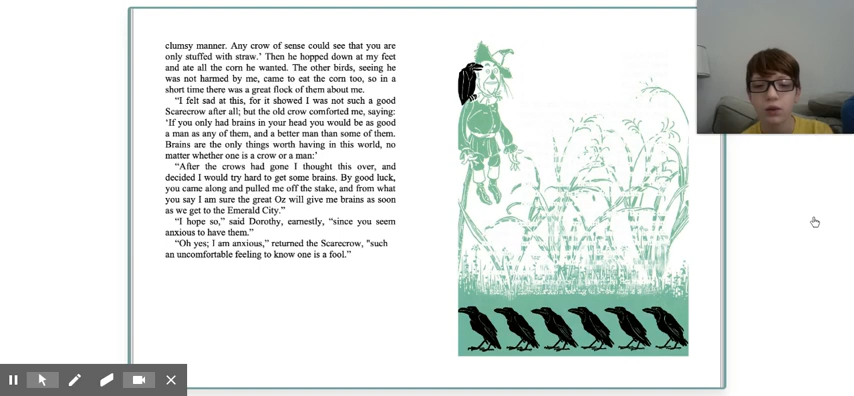 clumsy manner. Any crow of sense could see that you are
only stuffed with straw.’ Then he hopped down at my feet
and ate all the corn he wanted. The other birds, seeing he
was not harmed by me, came to eat the corn too, so in a
short time there was a great flock of them about me.
“I felt sad at this, for it showed I was not such a good
Scarecrow after all; but the old crow comforted me, saying:
‘If you only had brains in your head you would be as good
a man as any of them, and a better man than some of them.
Brains are the only things worth having in this world, no
matter whether one is a crow or a man:’
“After the crows had gone I thought this over, and
decided I would try hard to get some brains. By good luck,
you came along and pulled me off the stake, and from what
you say I am sure the great Oz will give me brains as soon
as we get to the Emerald City.”
“I hope so,” said Dorothy, earnestly, “since you seem
anxious to have them.”
“Oh yes; I am anxious,” returned the Scarecrow, "such
an uncomfortable feeling to know one is a fool.”